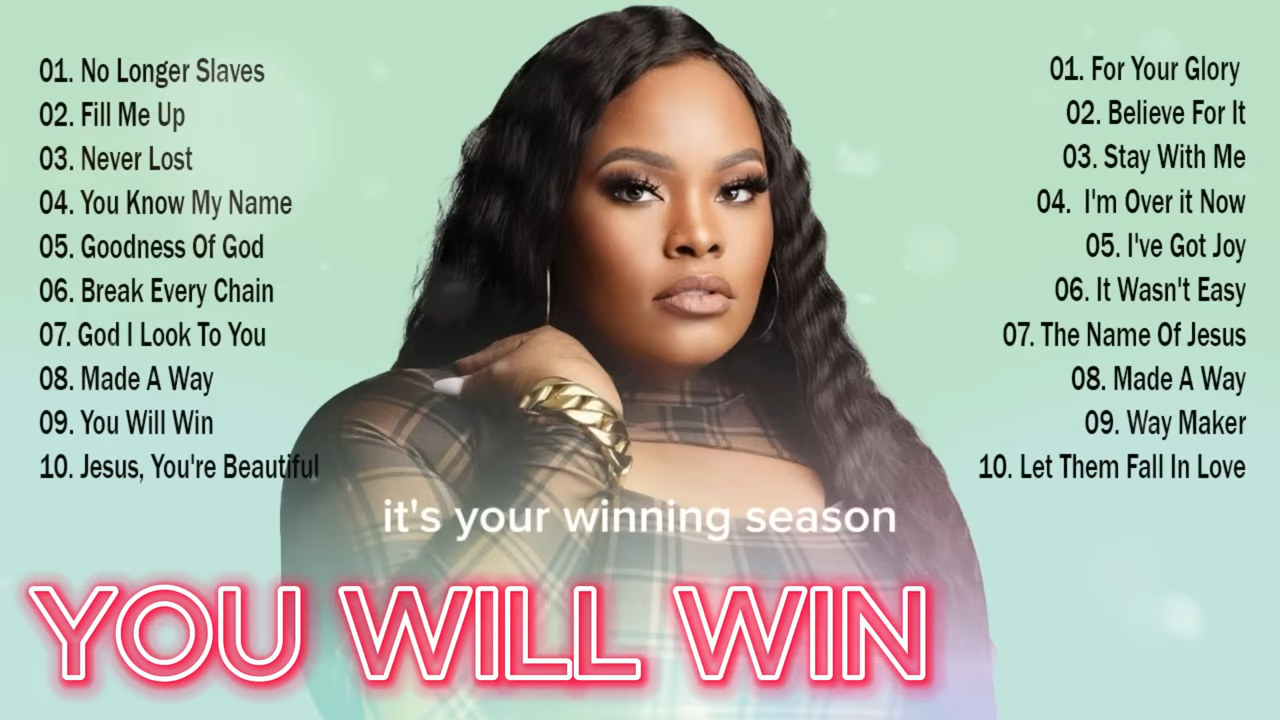 01. No Longer Slaves
02. Fill Me Up
03. Never Lost
04. You Know My Name
05. Goodness Of God
06. Break Every Chain
07. God I Look To You
08. Made A Way
09. You Will Win
10. Jesus, You're Beautiful
01. For Your Glory
02. Believe For It
03. Stay With Me
04. I'm Over it Now
05. I've Got Joy
06. It Wasn't Easy
07. The Name Of Jesus
08. Made A Way
09. Way Maker
10. Let Them Fall In Love
it's your winning season
YOU WILL WIN